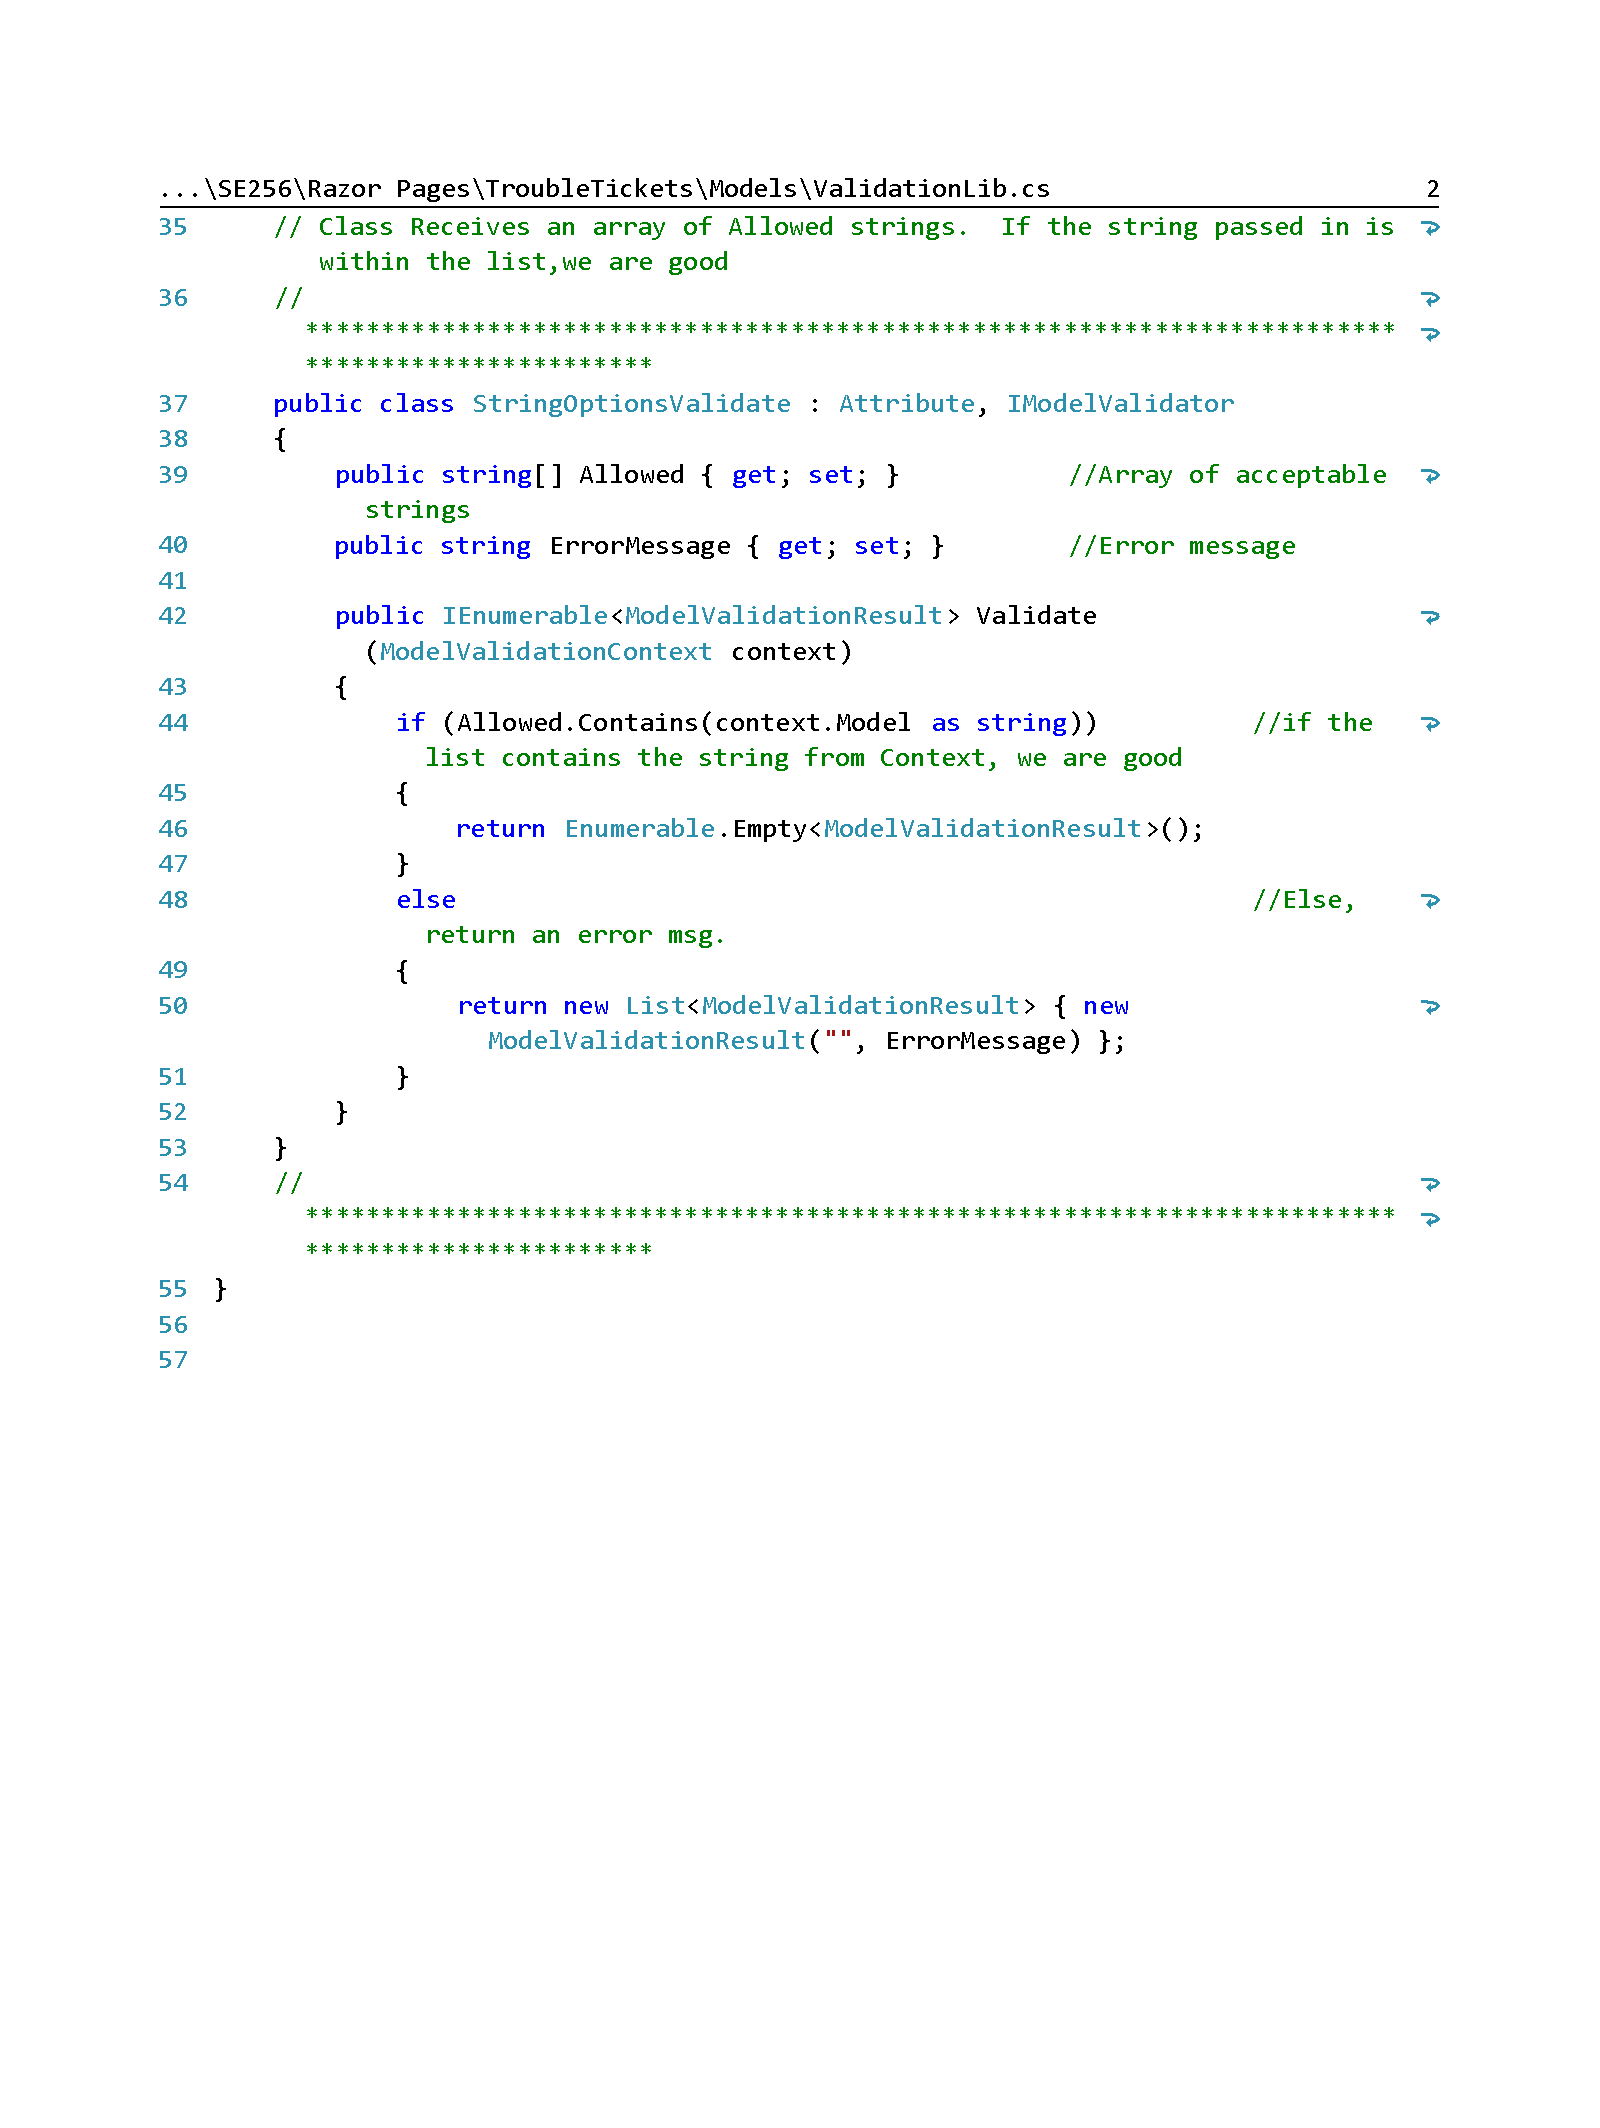 ...\SE256\Razor Pages\TroubleTickets\Models\ValidationLib.cs 2
35 // Class Receives an array of Allowed strings.  If the string passed in is
within the list,we are good
36 //
************************************************************************
***********************
37 public class StringOptionsValidate : Attribute, IModelValidator
38 {
39 public string[] Allowed { get; set; } //Array of acceptable
strings
40 public string ErrorMessage { get; set; } //Error message
41
42 public IEnumerable<ModelValidationResult> Validate
(ModelValidationContext context)
43 {
44 if (Allowed.Contains(context.Model as string)) //if the
list contains the string from Context, we are good
45 {
46 return Enumerable.Empty<ModelValidationResult>();
47 }
48 else //Else,
return an error msg.
49 {
50 return new List<ModelValidationResult> { new
ModelValidationResult("", ErrorMessage) };
51 }
52 }
53 }
54 //
************************************************************************
***********************
55 }
56
57